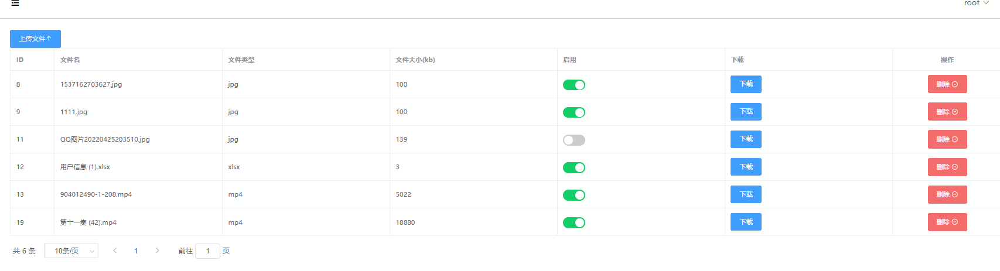 root
上传文件↑
ID 文件名 文件类型 文件大小(kb) 启用 下载 操作
8 1537162703627.jpg jpg 100 下载 删除
9 1111.jpg jpg 100 下载 删除
11 QQ图片20220425203510.jpg jpg 139 下载 删除
12 用户信息 (1).xlsx xlsx 3 下载 删除
13 904012490-1-208.mp4 mp4 5022 下载 删除
19 第十一集 (42).mp4 mp4 18880 下载 删除
共 6 条 10条/页 1 前往 1 页